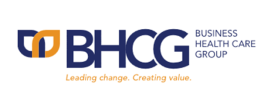 BHCG
BUSINESS
HEALTH CARE
GROUP
Leading change. Creating value.